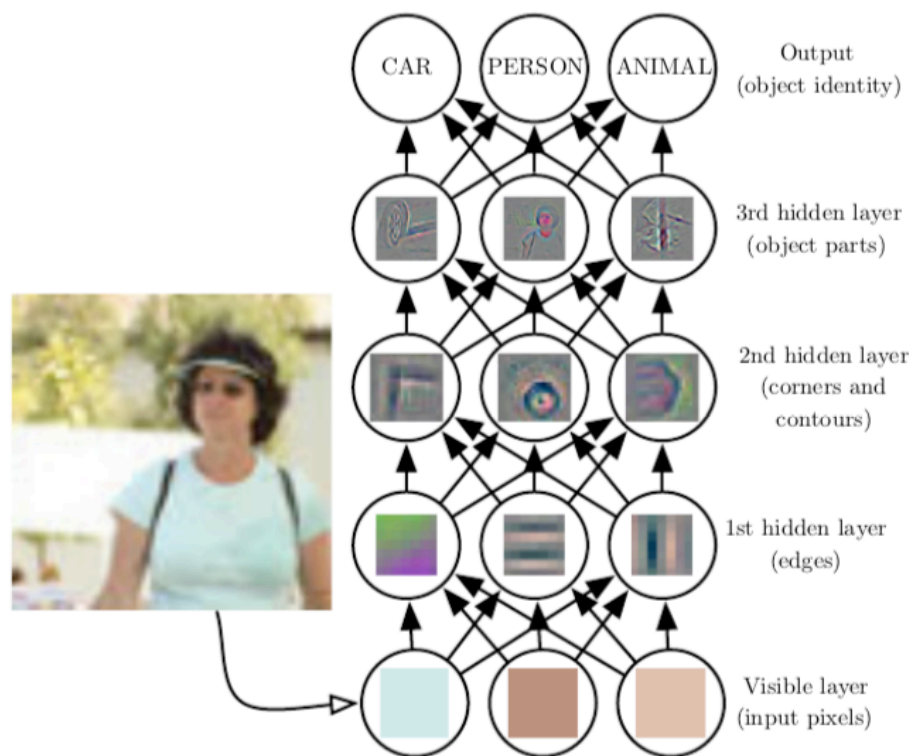 CAR
PERSON
ANIMAL
Output
(object identity)
3rd hidden layer
(object parts)
2nd hidden layer
(corners and
contours)
1st hidden layer
(edges)
Visible layer
(input pixels)